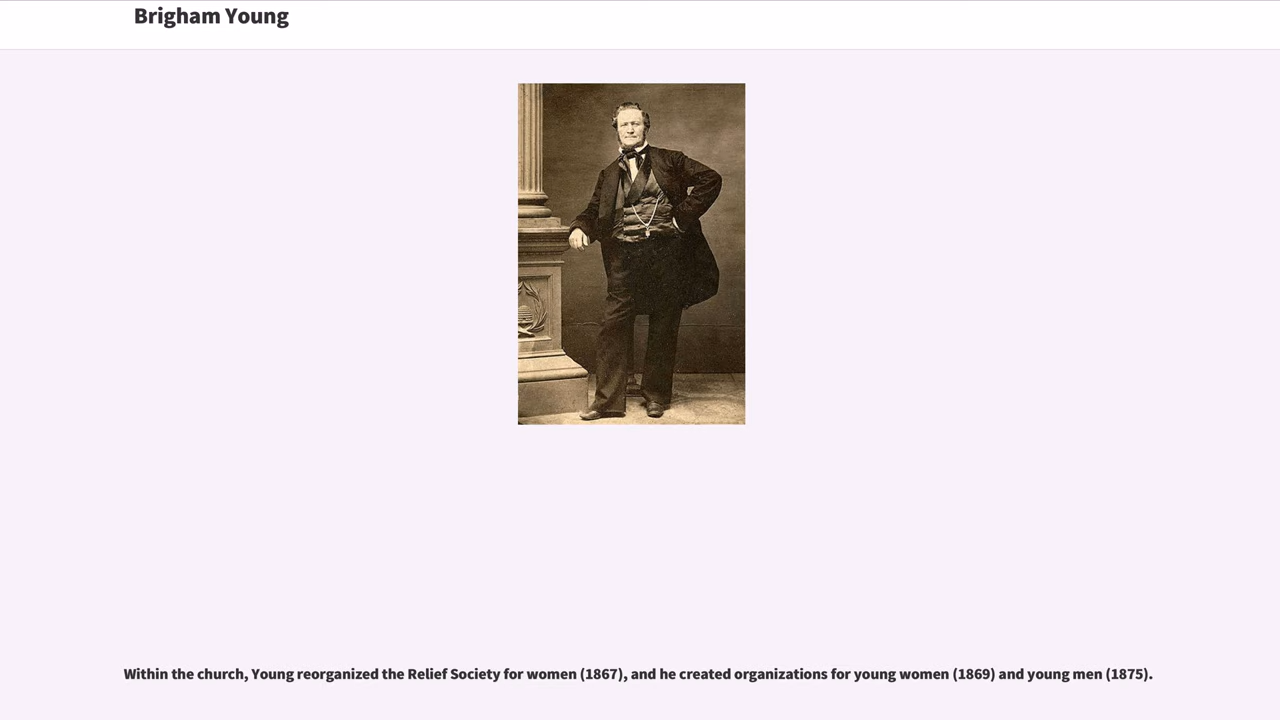 Brigham Young
Within the church, Young reorganized the Relief Society for women (1867), and he created organizations for young women (1869) and young men (1875).